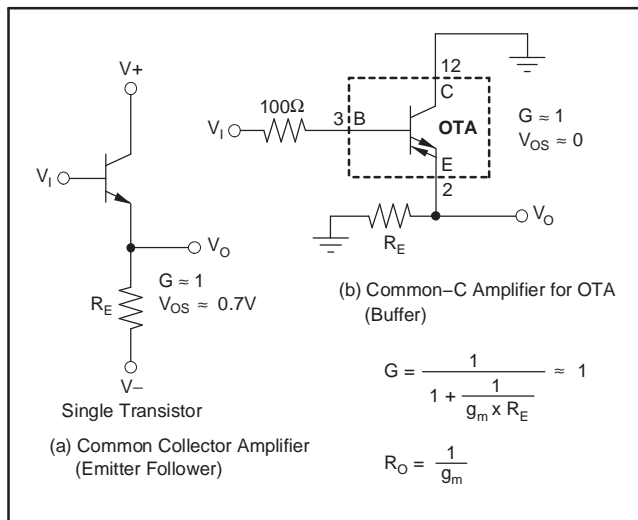 V+
V_I
V_O
R_E
G ≈ 1
V_OS ≈ 0.7V
V−
Single Transistor
(a) Common Collector Amplifier
(Emitter Follower)
12
C
100Ω
3
B
V_I
OTA
G ≈ 1
V_OS ≈ 0
E
2
V_O
R_E
(b) Common−C Amplifier for OTA
(Buffer)
G = 1 / (1 + 1 / (g_m x R_E)) ≈ 1
R_O = 1 / g_m